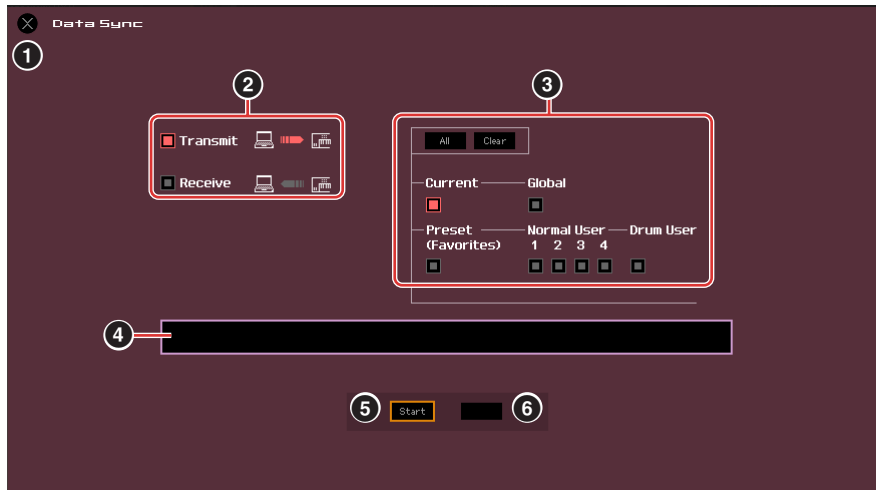 Data Sync
1
2
3
Transmit
Receive
All Clear
Current Global
Preset Normal User Drum User
(Favorites) 1 2 3 4
4
5 Start 6